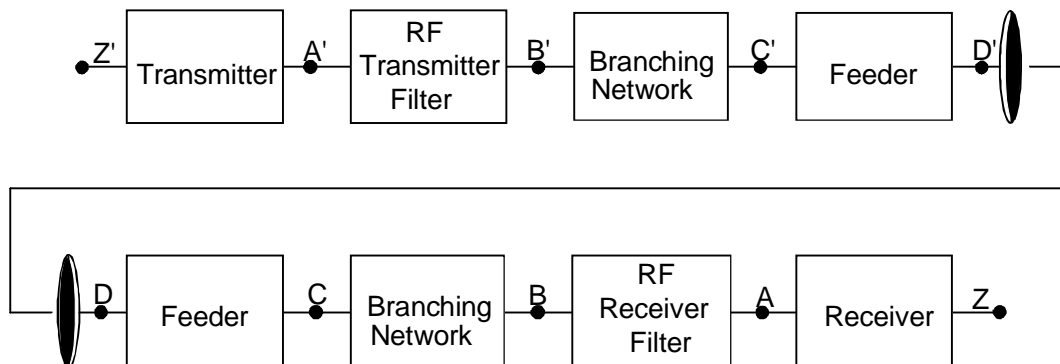 Z'
Transmitter
A'
RF
Transmitter
Filter
B'
Branching
Network
C'
Feeder
D'
D
Feeder
C
Branching
Network
B
RF
Receiver
Filter
A
Receiver
Z